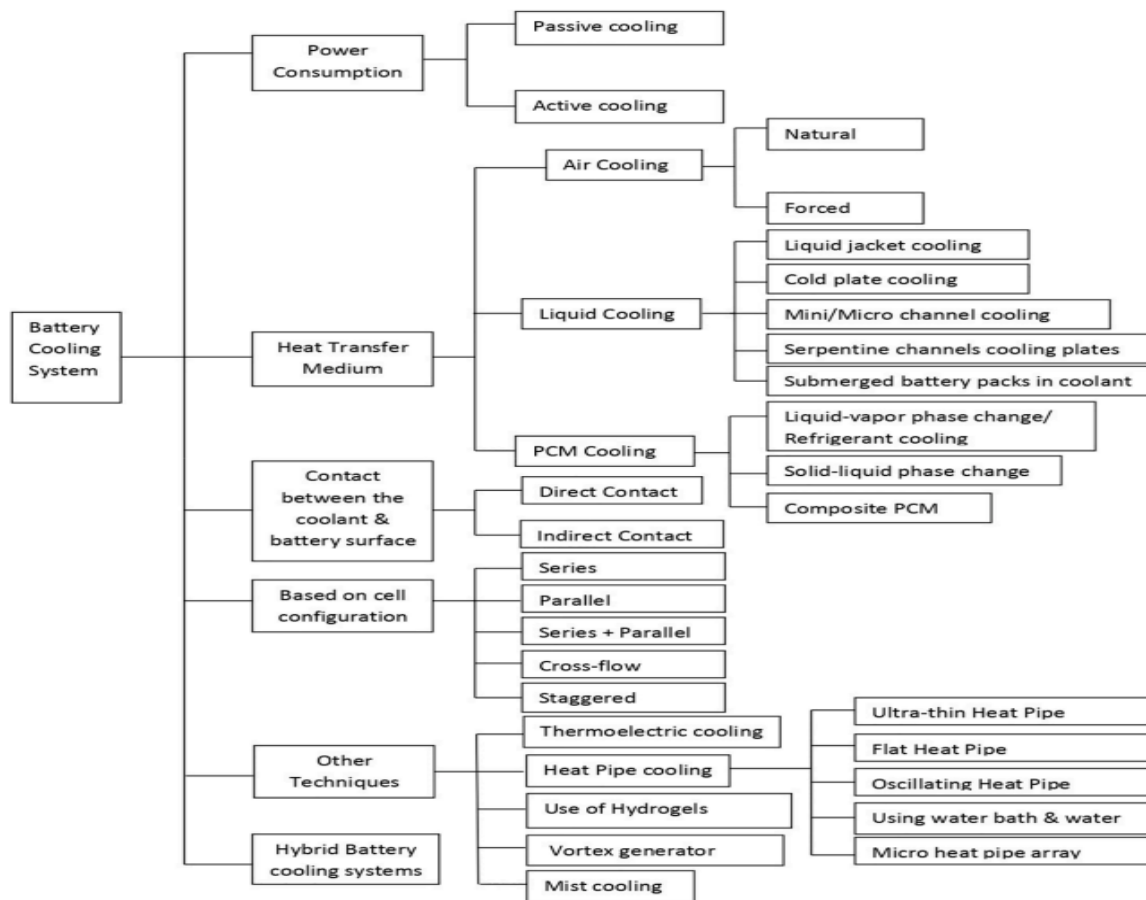 Battery
Cooling
System
Power
Consumption
Passive cooling
Active cooling
Heat Transfer
Medium
Air Cooling
Natural
Forced
Liquid Cooling
Liquid jacket cooling
Cold plate cooling
Mini/Micro channel cooling
Serpentine channels cooling plates
Submerged battery packs in coolant
PCM Cooling
Liquid-vapor phase change/
Refrigerant cooling
Solid-liquid phase change
Composite PCM
Contact
between the
coolant &
battery surface
Direct Contact
Indirect Contact
Based on cell
configuration
Series
Parallel
Series + Parallel
Cross-flow
Staggered
Other
Techniques
Thermoelectric cooling
Heat Pipe cooling
Ultra-thin Heat Pipe
Flat Heat Pipe
Oscillating Heat Pipe
Using water bath & water
Micro heat pipe array
Use of Hydrogels
Vortex generator
Mist cooling
Hybrid Battery
cooling systems